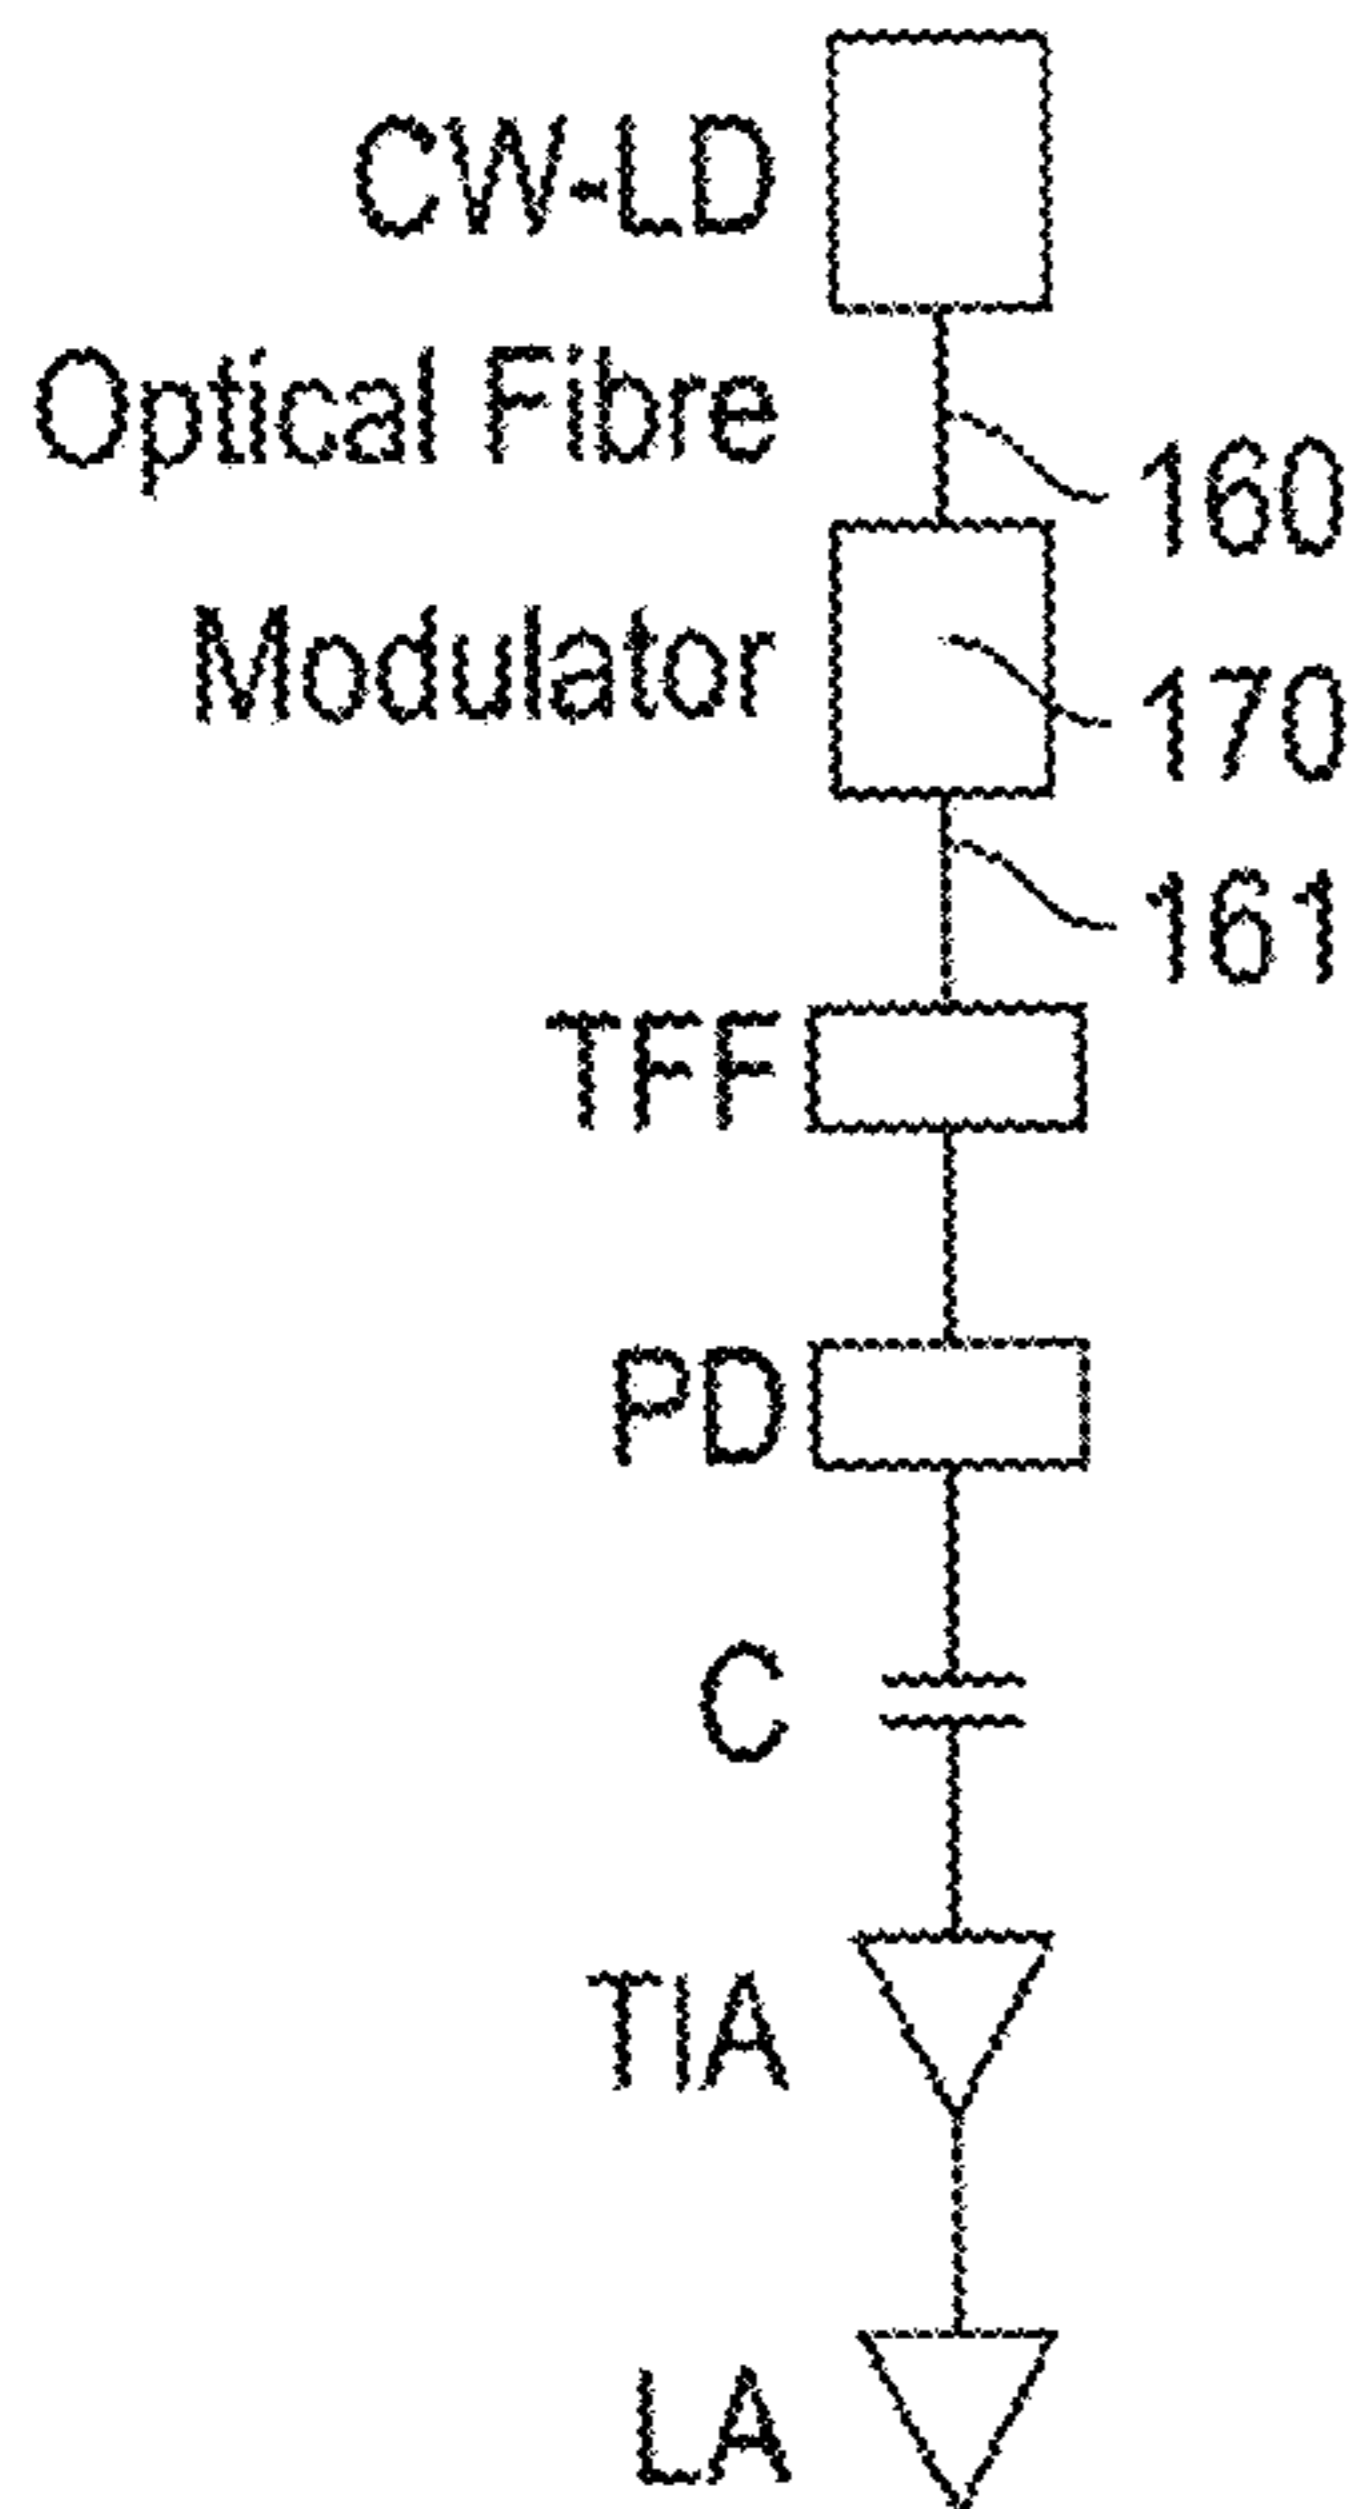 CW-LD
Optical Fibre
160
Modulator
170
161
TFF
PD
C
TIA
LA